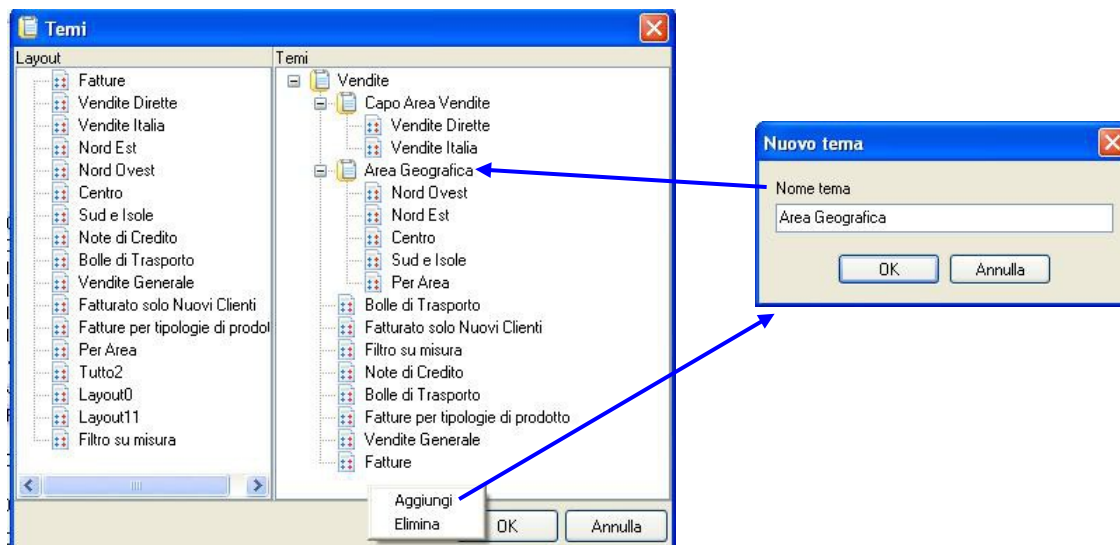 Temi
Layout
Fatture
Vendite Dirette
Vendite Italia
Nord Est
Nord Ovest
Centro
Sud e Isole
Note di Credito
Bolle di Trasporto
Vendite Generale
Fatturato solo Nuovi Clienti
Fatture per tipologie di prodot
Per Area
Tutto2
Layout0
Layout11
Filtro su misura
Temi
Vendite
Capo Area Vendite
Vendite Dirette
Vendite Italia
Area Geografica
Nord Ovest
Nord Est
Centro
Sud e Isole
Per Area
Bolle di Trasporto
Fatturato solo Nuovi Clienti
Filtro su misura
Note di Credito
Bolle di Trasporto
Fatture per tipologie di prodotto
Vendite Generale
Fatture
Aggiungi
Elimina
OK
Annulla
Nuovo tema
Nome tema
Area Geografica
OK
Annulla